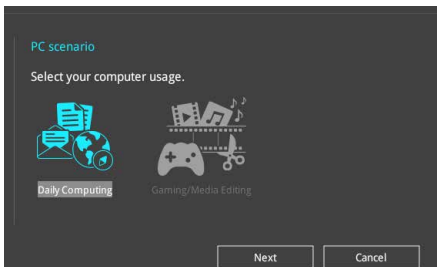 PC scenario
Select your computer usage.
Daily Computing
Gaming/Media Editing
Next
Cancel